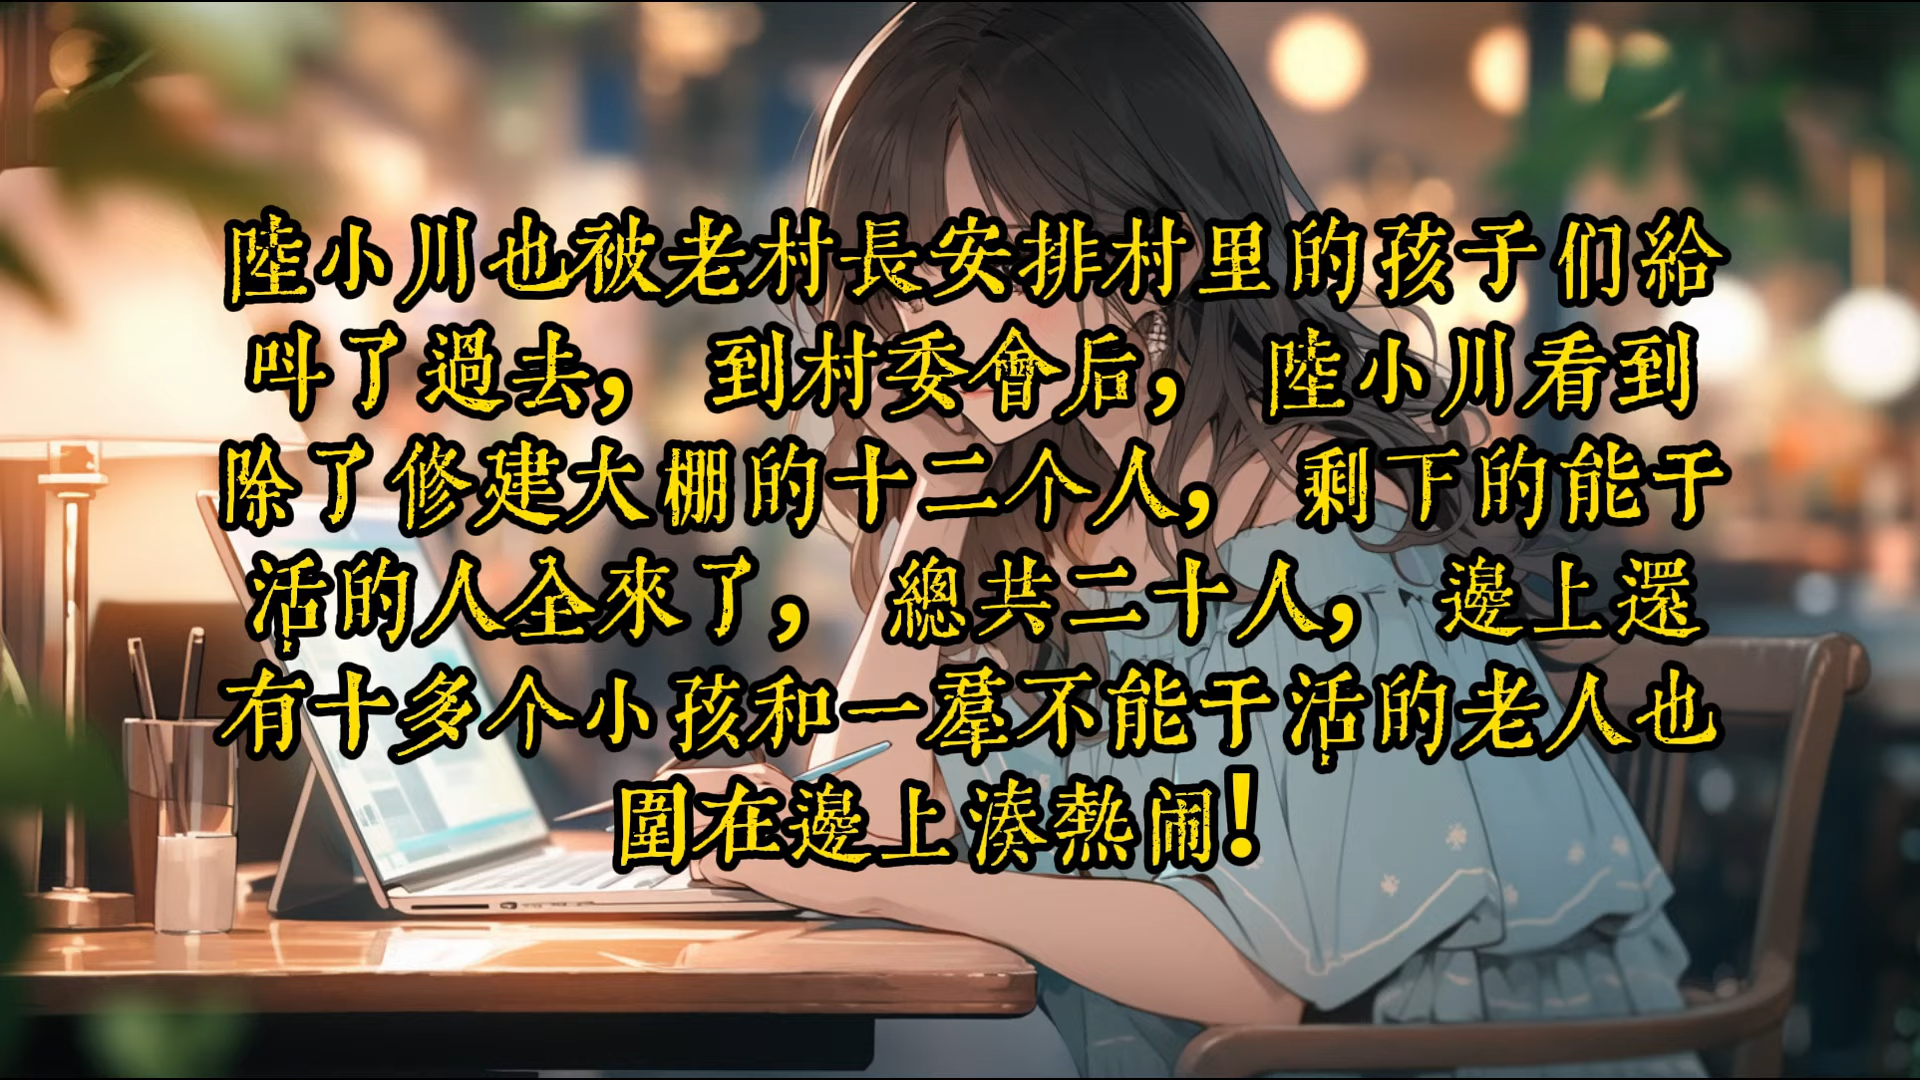 陸小川也被老村長安排村里的孩子们給
叫了過去，到村委會后，陸小川看到
除了修建大棚的十二个人，剩下的能干
活的人全來了，總共二十人，邊上還
有十多个小孩和一羣不能干活的老人也
圍在邊上湊熱闹！